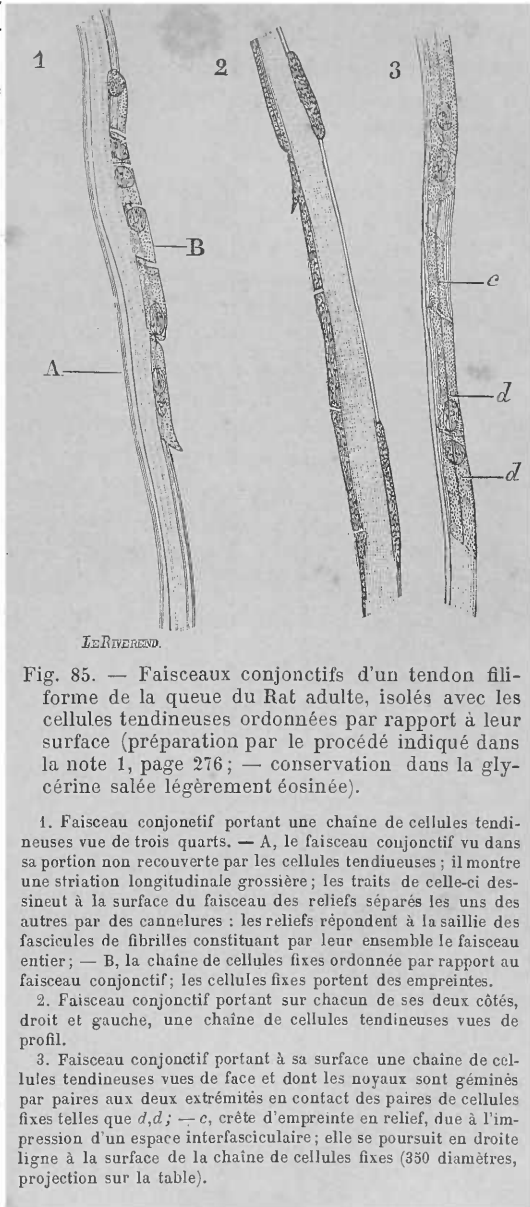 1
2
3
B
c
A
d
d
LERIVEREND.
Fig. 85. — Faisceaux conjonctifs d'un tendon fili-
forme de la queue du Rat adulte, isolés avec les
cellules tendineuses ordonnées par rapport à leur
surface (préparation par le procédé indiqué dans
la note 1, page 276; — conservation dans la gly-
cérine salée légèrement éosinée).
1. Faisceau conjonctif portant une chaîne de cellules tendi-
neuses vue de trois quarts. — A, le faisceau conjonctif vu dans
sa portion non recouverte par les cellules tendineuses; il montre
une striation longitudinale grossière; les traits de celle-ci des-
sinent à la surface du faisceau des reliefs séparés les uns des
autres par des cannelures : les reliefs répondent à la saillie des
fascicules de fibrilles constituant par leur ensemble le faisceau
entier; — B, la chaîne de cellules fixes ordonnée par rapport au
faisceau conjonctif; les cellules fixes portent des empreintes.
2. Faisceau conjonctif portant sur chacun de ses deux côtés,
droit et gauche, une chaîne de cellules tendineuses vues de
profil.
3. Faisceau conjonctif portant à sa surface une chaîne de cel-
lules tendineuses vues de face et dont les noyaux sont géminés
par paires aux deux extrémités en contact des paires de cellules
fixes telles que d,d; — c, crête d'empreinte en relief, due à l'im-
pression d'un espace interfasciculaire; elle se poursuit en droite
ligne à la surface de la chaîne de cellules fixes (350 diamètres,
projection sur la table).